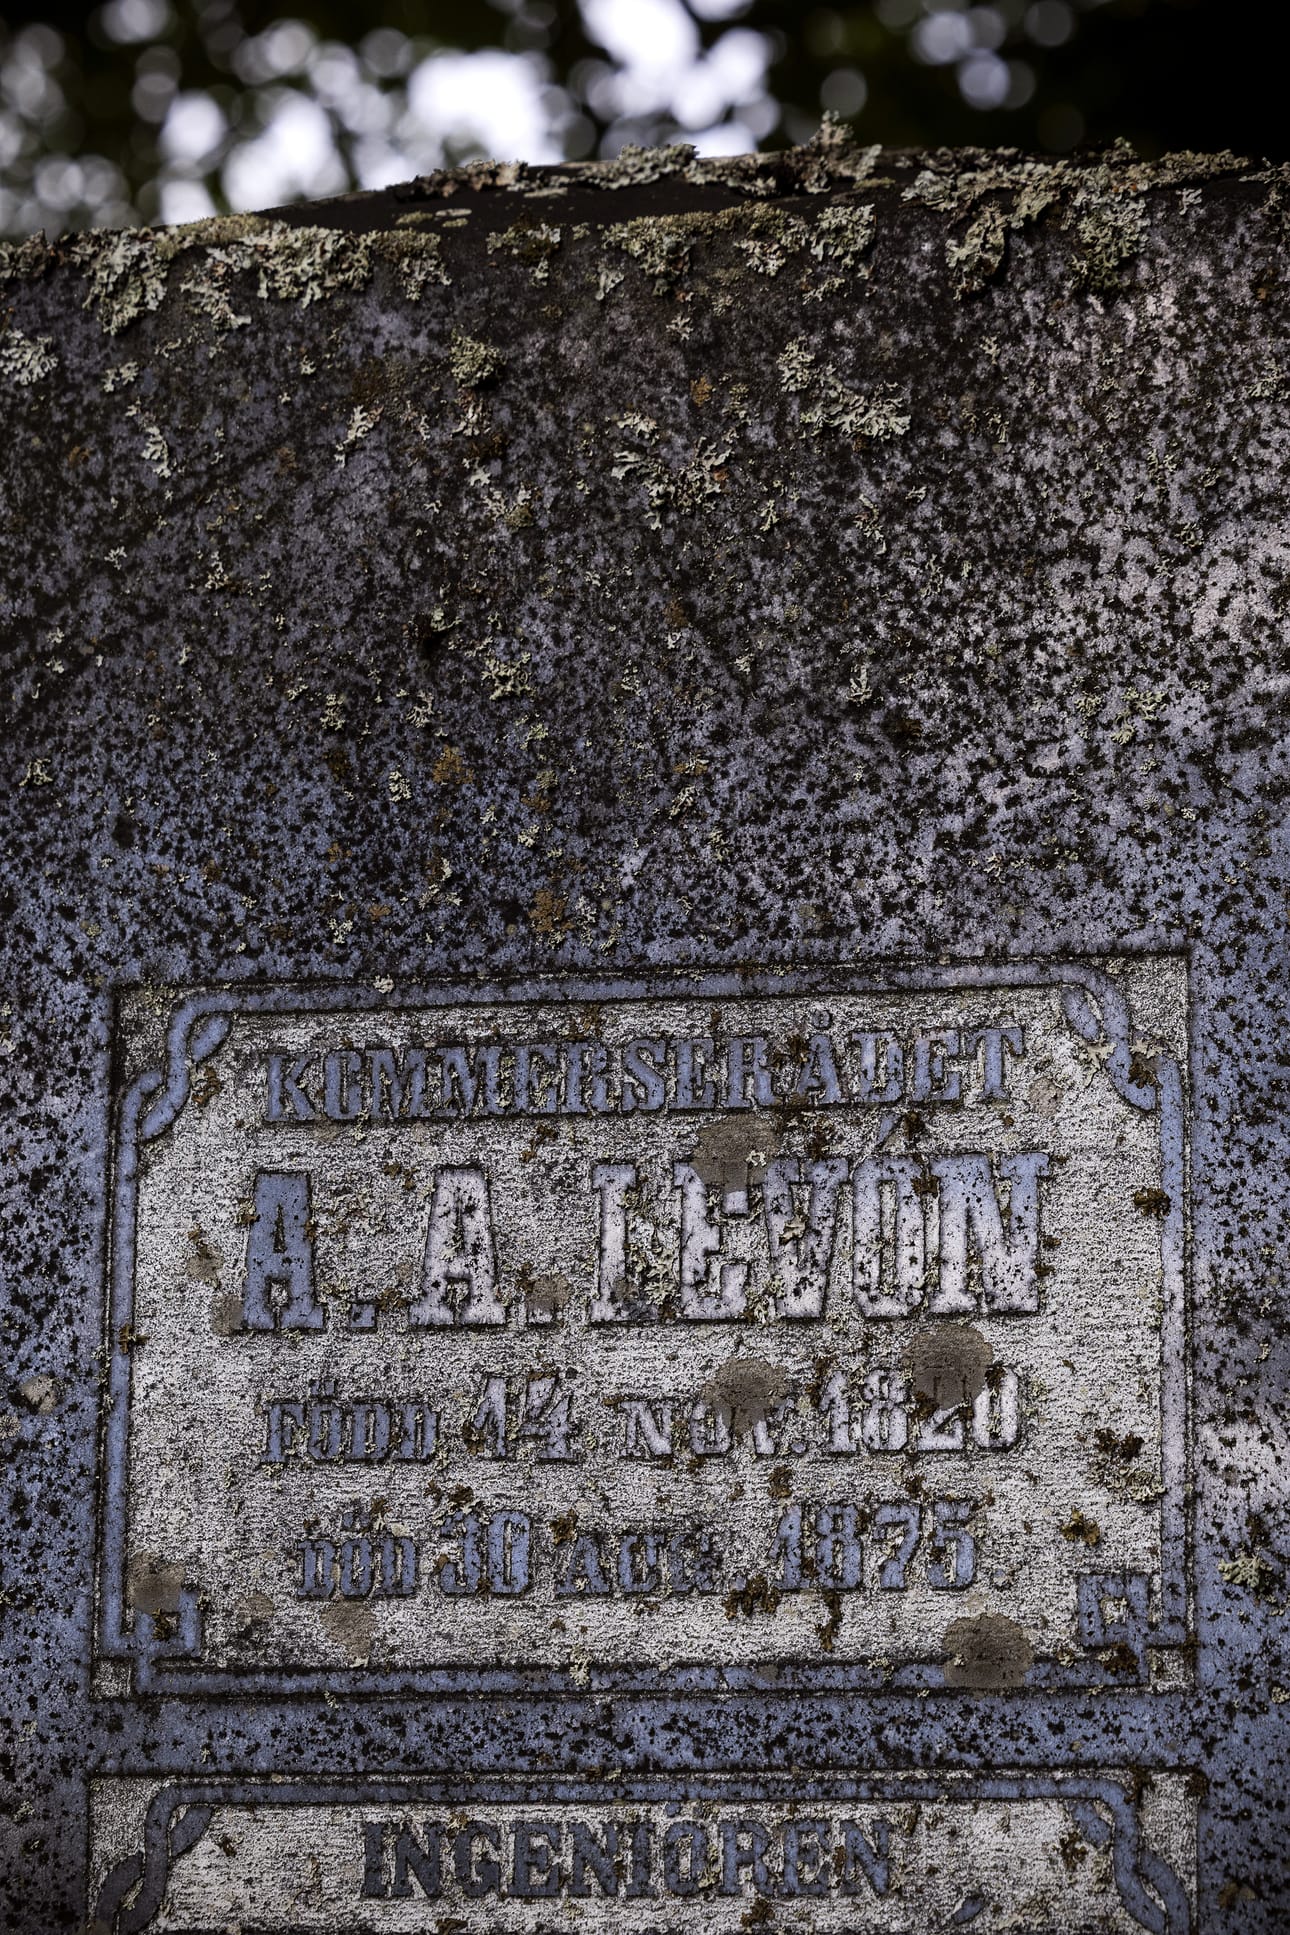 KOMMERSERÅDET
A. A. LEVÓN
FÖDD 14 NOV. 1820
DÖD 30 AUG. 1875
INGENIÖREN